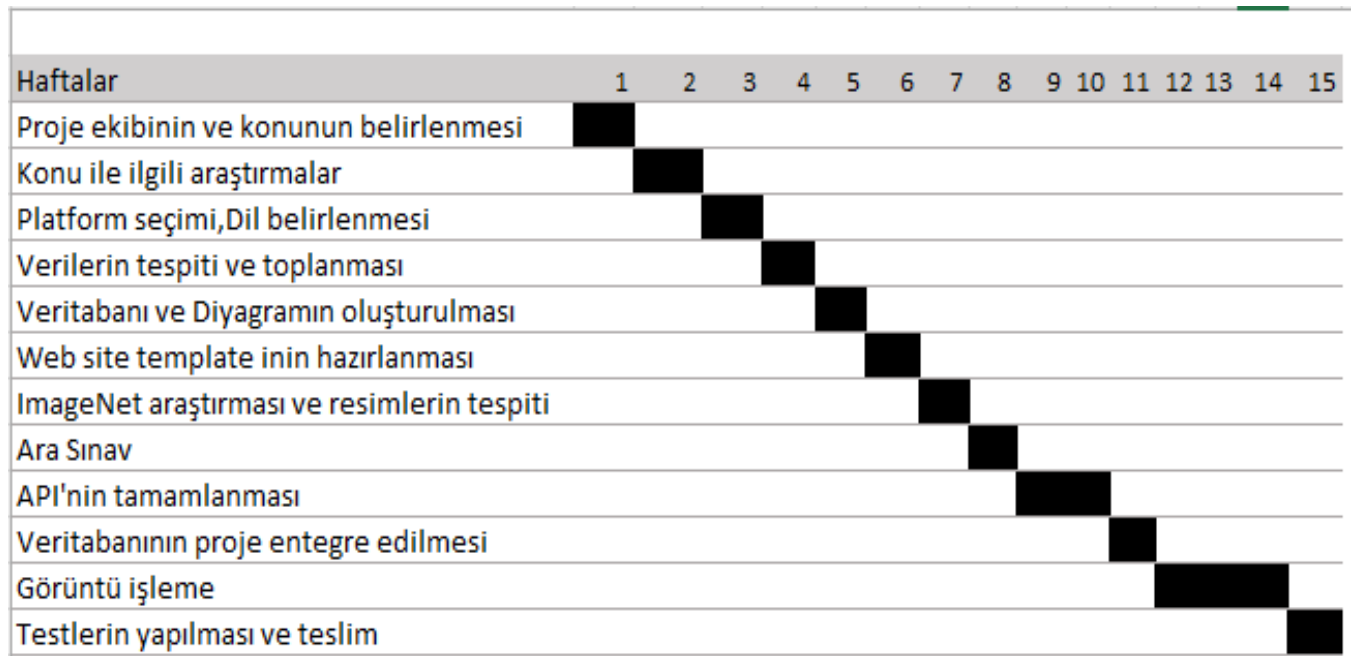 Haftalar 1 2 3 4 5 6 7 8 9 10 11 12 13 14 15
Proje ekibinin ve konunun belirlenmesi
Konu ile ilgili araştırmalar
Platform seçimi,Dil belirlenmesi
Verilerin tespiti ve toplanması
Veritabanı ve Diyagramın oluşturulması
Web site template inin hazırlanması
ImageNet araştırması ve resimlerin tespiti
Ara Sınav
API'nin tamamlanması
Veritabanının proje entegre edilmesi
Görüntü işleme
Testlerin yapılması ve teslim